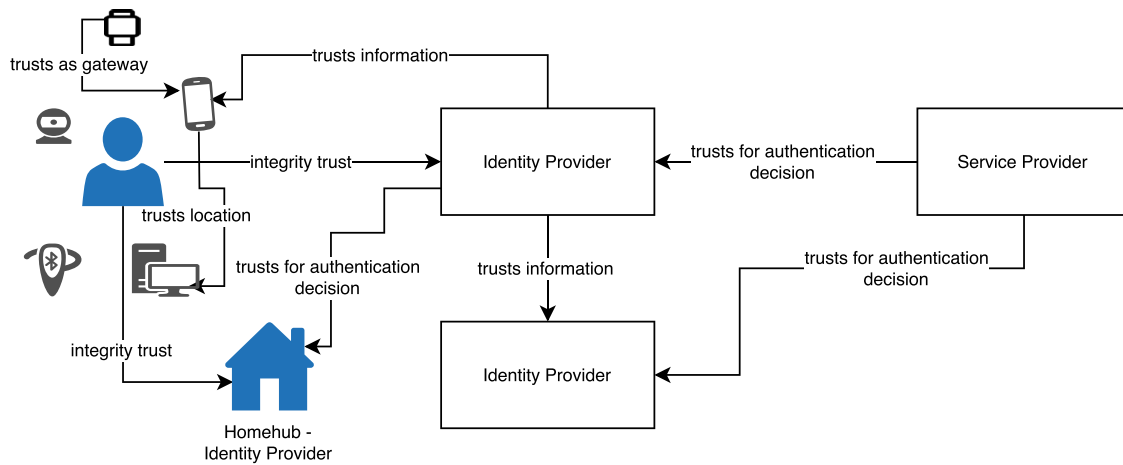 trusts information
trusts as gateway
integrity trust
Identity Provider
trusts for authentication
decision
Service Provider
trusts location
trusts for authentication
decision
trusts information
trusts for authentication
decision
integrity trust
Identity Provider
Homehub -
Identity Provider